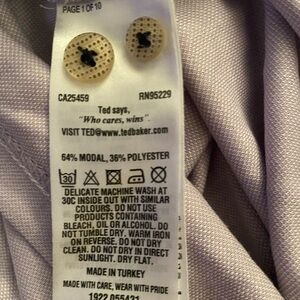 PAGE 1 OF 10
CA25459 RN95229
Ted says,
"Who cares, wins".
VISIT TED@www.tedbaker.com
64% MODAL, 36% POLYESTER
30
DELICATE MACHINE WASH AT
30C INSIDE OUT WITH SIMILAR
COLOURS. DO NOT USE
PRODUCTS CONTAINING
BLEACH, OIL OR ALCOHOL. DO
NOT TUMBLE DRY. WARM IRON
ON REVERSE. DO NOT DRY
CLEAN. DO NOT DRY IN DIRECT
SUNLIGHT. DRY FLAT.
MADE IN TURKEY
MADE WITH CARE, WEAR WITH PRIDE
1922 055431